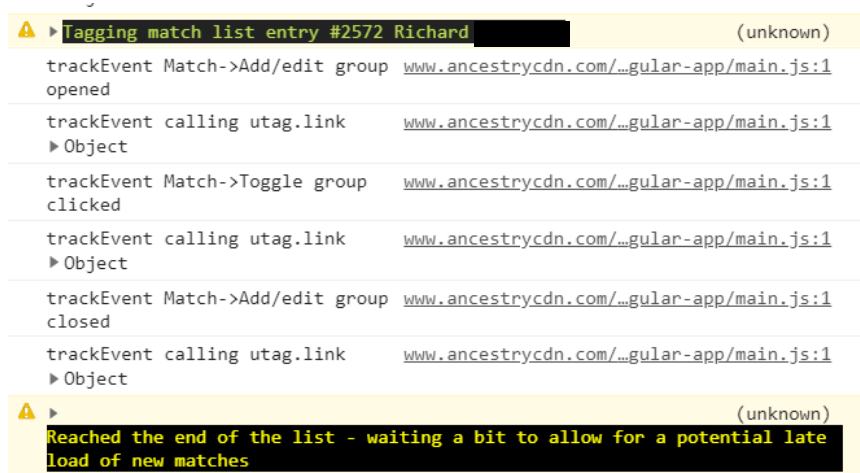 Tagging match list entry #2572 Richard (unknown)
trackEvent Match->Add/edit group www.ancestrycdn.com/…gular-app/main.js:1
opened
trackEvent calling utag.link www.ancestrycdn.com/…gular-app/main.js:1
Object
trackEvent Match->Toggle group www.ancestrycdn.com/…gular-app/main.js:1
clicked
trackEvent calling utag.link www.ancestrycdn.com/…gular-app/main.js:1
Object
trackEvent Match->Add/edit group www.ancestrycdn.com/…gular-app/main.js:1
closed
trackEvent calling utag.link www.ancestrycdn.com/…gular-app/main.js:1
Object
(unknown)
Reached the end of the list - waiting a bit to allow for a potential late
load of new matches